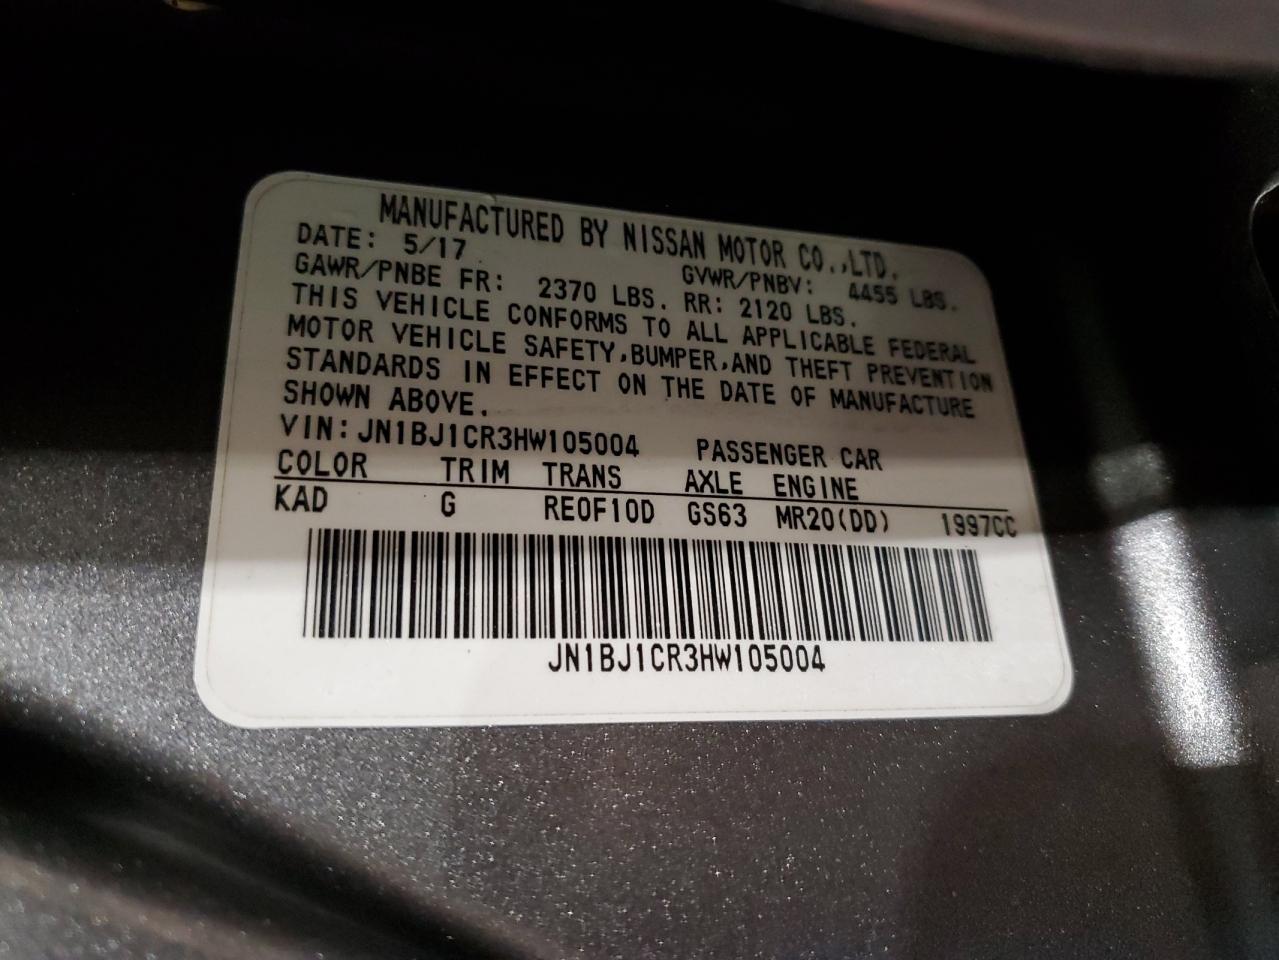 MANUFACTURED BY NISSAN MOTOR CO.,LTD.
DATE: 5/17 GVWR/PNBV: 4455 LBS.
GAWR/PNBE FR: 2370 LBS. RR: 2120 LBS.
THIS VEHICLE CONFORMS TO ALL APPLICABLE FEDERAL
MOTOR VEHICLE SAFETY,BUMPER,AND THEFT PREVENTION
STANDARDS IN EFFECT ON THE DATE OF MANUFACTURE
SHOWN ABOVE.
VIN:JN1BJ1CR3HW105004 PASSENGER CAR
COLOR TRIM TRANS AXLE ENGINE
KAD G RE0F10D GS63 MR20(DD) 1997CC
JN1BJ1CR3HW105004